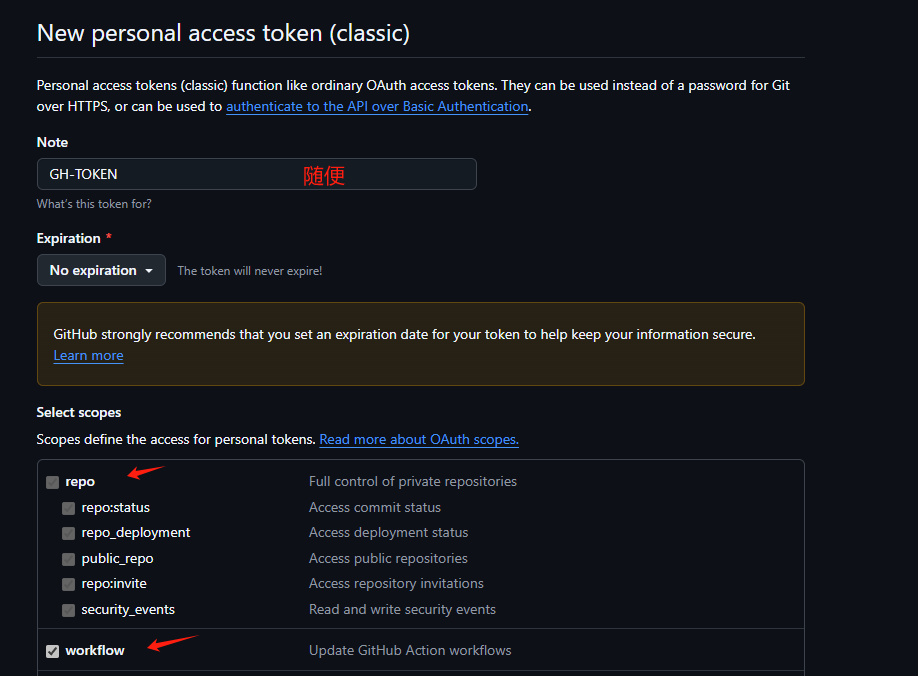 New personal access token (classic)
Personal access tokens (classic) function like ordinary OAuth access tokens. They can be used instead of a password for Git
over HTTPS, or can be used to authenticate to the API over Basic Authentication.
Note
GH-TOKEN 随便
What's this token for?
Expiration *
No expiration The token will never expire!
GitHub strongly recommends that you set an expiration date for your token to help keep your information secure.
Learn more
Select scopes
Scopes define the access for personal tokens. Read more about OAuth scopes.
repo Full control of private repositories
repo:status Access commit status
repo_deployment Access deployment status
public_repo Access public repositories
repo:invite Access repository invitations
security_events Read and write security events
workflow Update GitHub Action workflows